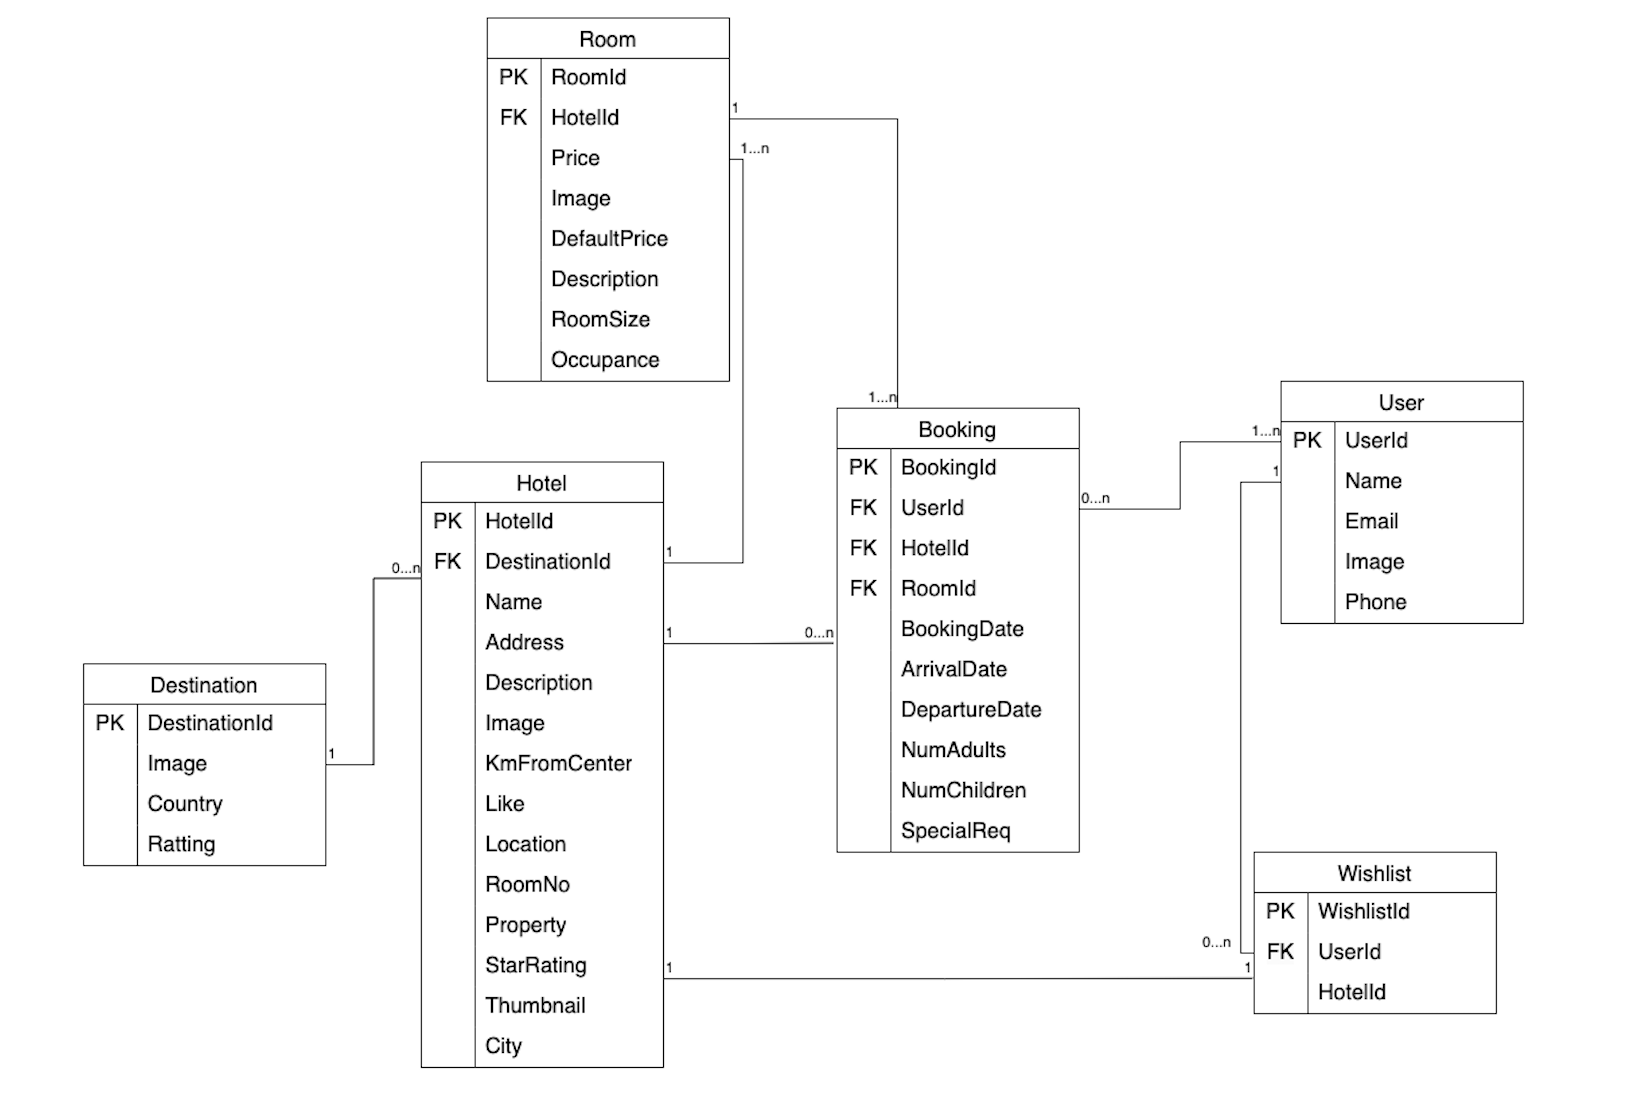 Room
PK RoomId
FK HotelId
Price
Image
DefaultPrice
Description
RoomSize
Occupance
1
1...n
1...n
Booking
PK BookingId
FK UserId
FK HotelId
FK RoomId
BookingDate
ArrivalDate
DepartureDate
NumAdults
NumChildren
SpecialReq
0...n
1...n
1
User
PK UserId
Name
Email
Image
Phone
Hotel
PK HotelId
FK DestinationId
Name
Address
Description
Image
KmFromCenter
Like
Location
RoomNo
Property
StarRating
Thumbnail
City
0...n
1
1
0...n
1
Destination
PK DestinationId
Image
Country
Ratting
1
Wishlist
PK WishlistId
FK UserId
HotelId
0...n
1